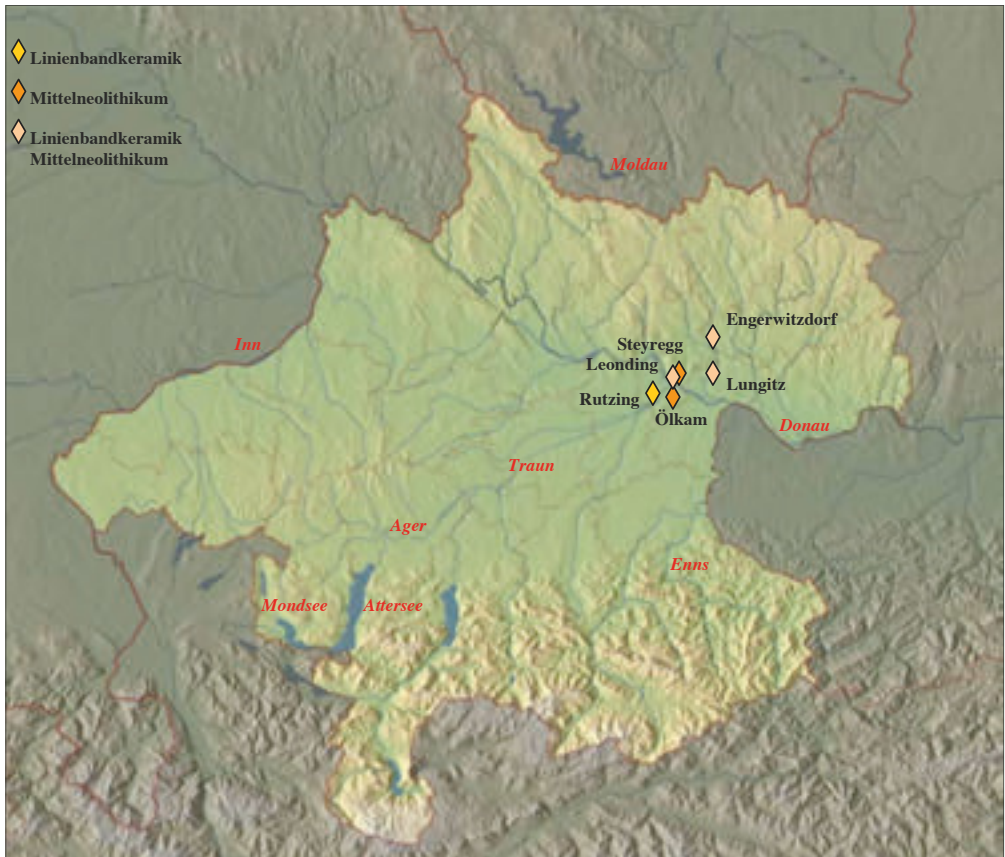 Linienbandkeramik
Mittelneolithikum
Linienbandkeramik
Mittelneolithikum
Moldau
Engerwitzdorf
Inn
Steyregg
Leonding
Lungitz
Rutzing
Ölkam
Donau
Traun
Ager
Enns
Mondsee
Attersee